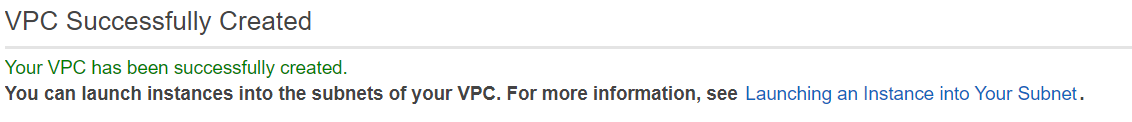 VPC Successfully Created
Your VPC has been successfully created.
You can launch instances into the subnets of your VPC. For more information, see Launching an Instance into Your Subnet.